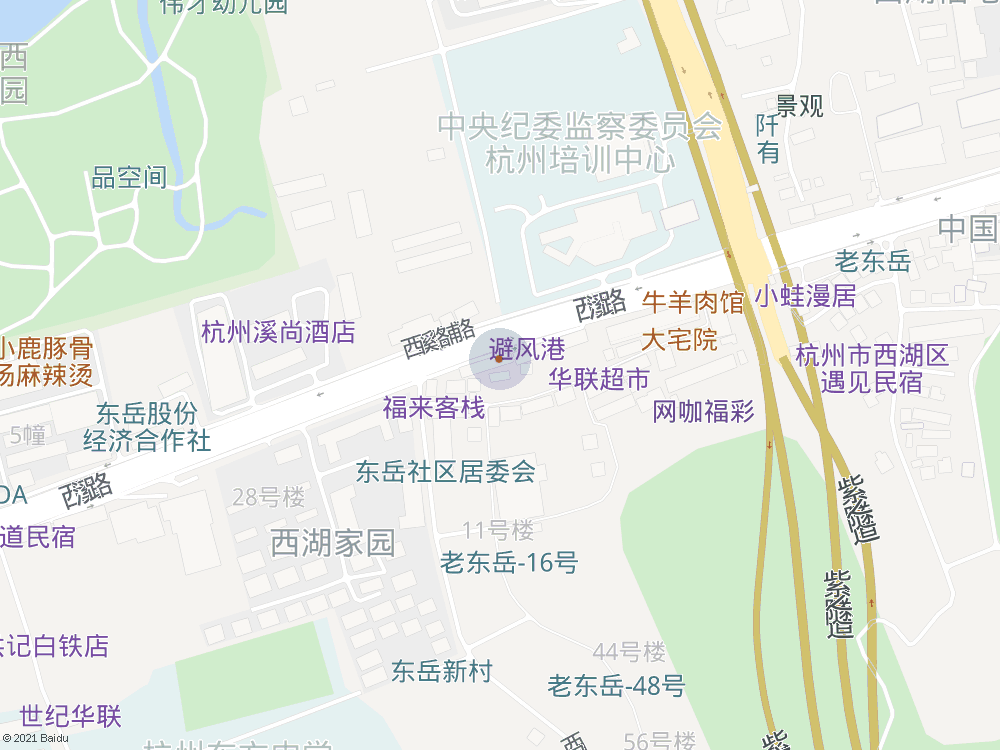 伟才幼儿园
西
园
品空间
中央纪委监察委员会
杭州培训中心
景观
阡
有
中国
老东岳
小蛙漫居
牛羊肉馆
大宅院
西溪路
西溪路辅路
避风港
华联超市
杭州溪尚酒店
小鹿豚骨
汤麻辣烫
杭州市西湖区
遇见民宿
网咖福彩
福来客栈
东岳股份
经济合作社
5幢
东岳社区居委会
西溪路
DA
28号楼
道民宿
11号楼
西湖家园
老东岳-16号
紫之隧道
紫之隧道
记白铁店
44号楼
东岳新村
老东岳-48号
世纪华联
56号楼
西
紫
© 2021 Baidu